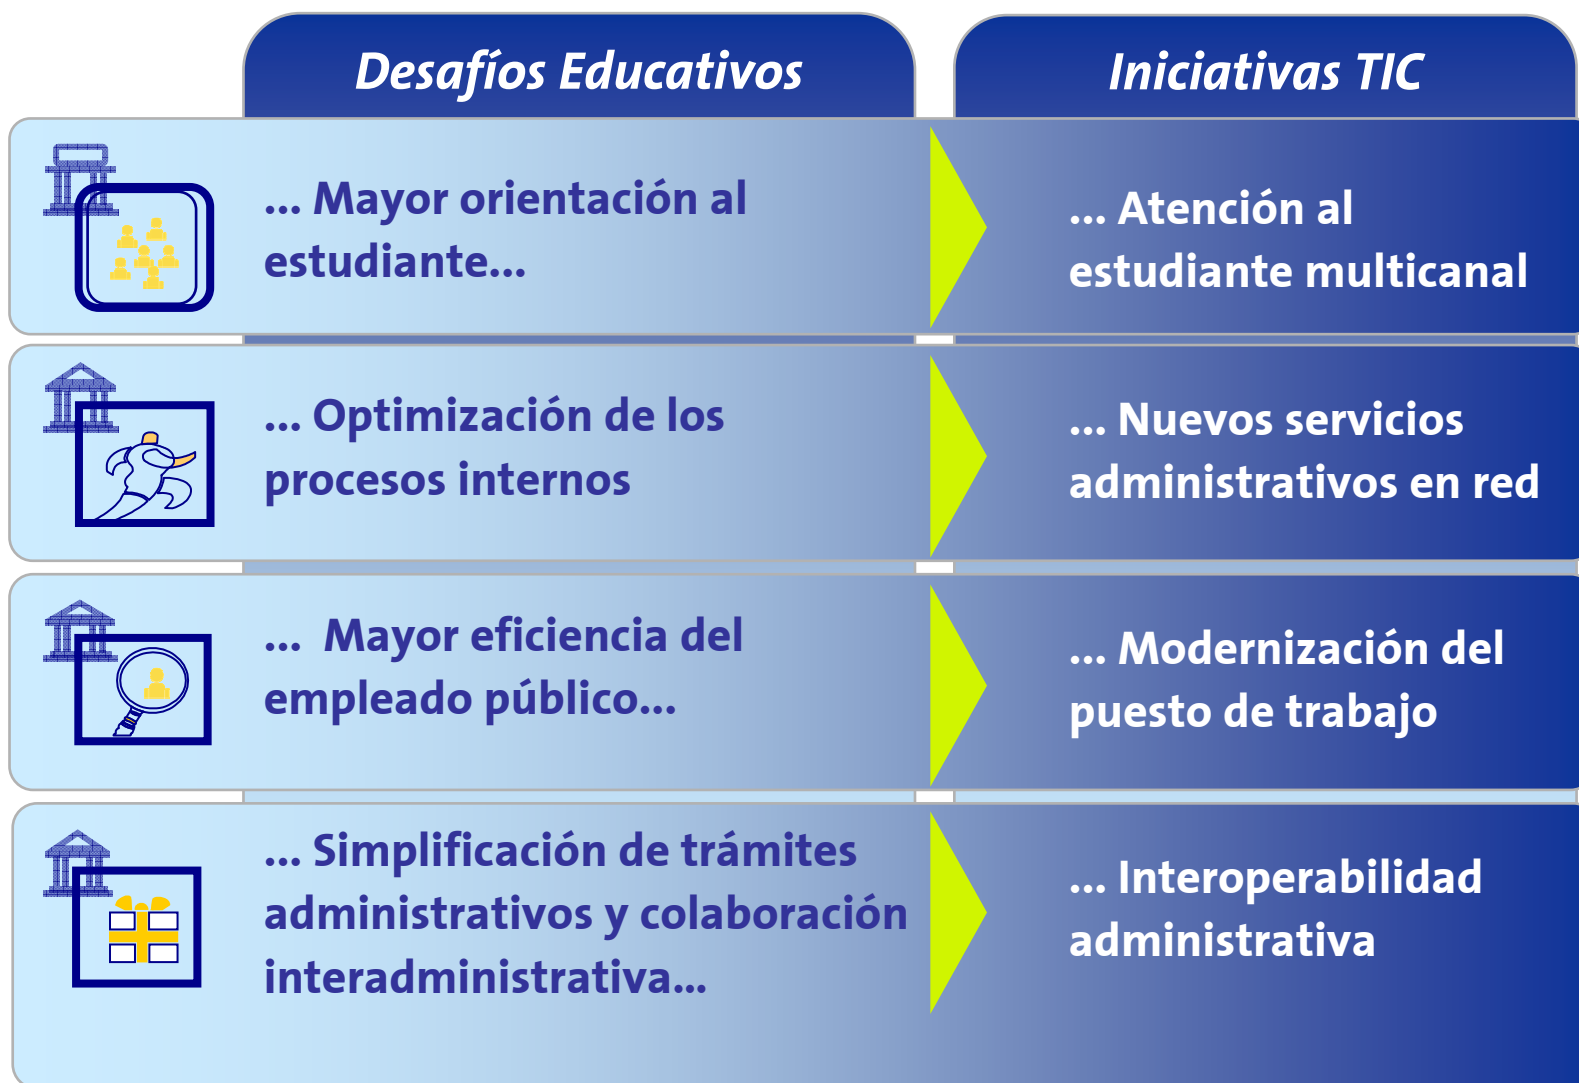 Desafíos Educativos
Iniciativas TIC
... Mayor orientación al
estudiante...
... Atención al
estudiante multicanal
... Optimización de los
procesos internos
... Nuevos servicios
administrativos en red
... Mayor eficiencia del
empleado público...
... Modernización del
puesto de trabajo
... Simplificación de trámites
administrativos y colaboración
interadministrativa...
... Interoperabilidad
administrativa